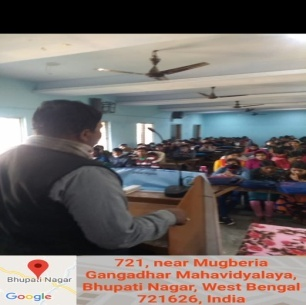 721, near Mugberia
Gangadhar Mahavidyalaya,
Bhupati Nagar, West Bengal
721626, India
Bhupati Nagar
Google